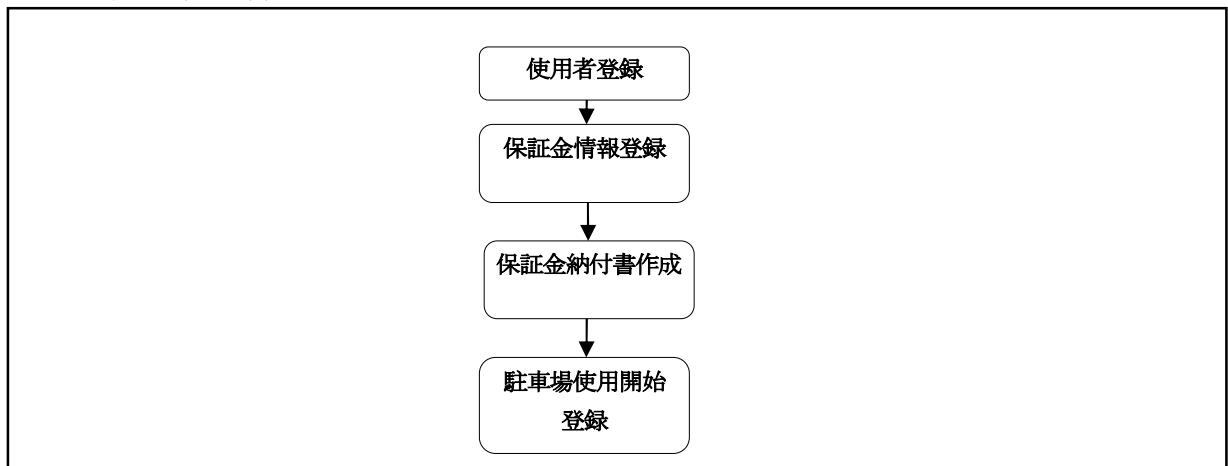 使用者登録
保証金情報登録
保証金納付書作成
駐車場使用開始
登録